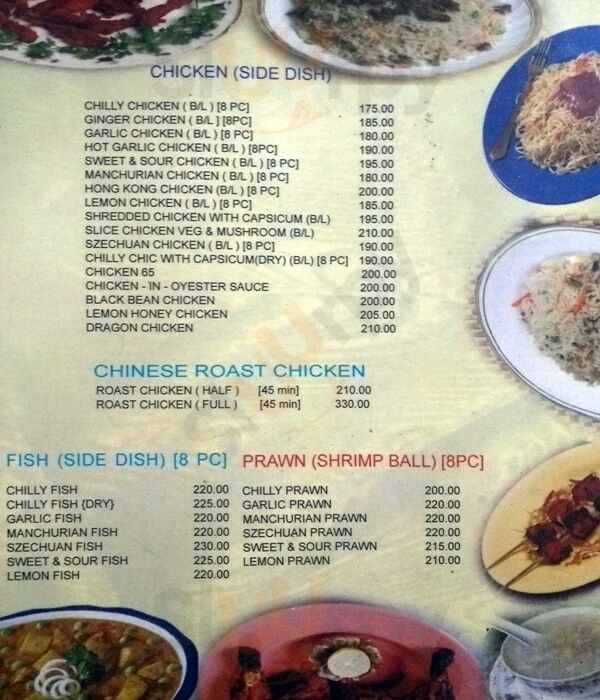 CHICKEN (SIDE DISH)
CHILLY CHICKEN ( B/L ) [8 PC] 175.00
GINGER CHICKEN ( B/L ] [8PC] 185.00
GARLIC CHICKEN ( B/L ) [8 PC] 180.00
HOT GARLIC CHICKEN ( B/L ) [8PC] 190.00
SWEET & SOUR CHICKEN ( B/L ) [8 PC] 195.00
MANCHURIAN CHICKEN ( B/L ) [8 PC] 180.00
HONG KONG CHICKEN (B/L ) [8 PC] 200.00
LEMON CHICKEN ( B/L ) [8 PC] 185.00
SHREDDED CHICKEN WITH CAPSICUM (B/L) 195.00
SLICE CHICKEN VEG & MUSHROOM (B/L) 210.00
SZECHUAN CHICKEN ( B/L ) [8 PC] 190.00
CHILLY CHIC WITH CAPSICUM(DRY) (B/L) [8 PC] 190.00
CHICKEN 65 200.00
CHICKEN - IN - OYESTER SAUCE 200.00
BLACK BEAN CHICKEN 200.00
LEMON HONEY CHICKEN 205.00
DRAGON CHICKEN 210.00
CHINESE ROAST CHICKEN
ROAST CHICKEN ( HALF ) [45 min] 210.00
ROAST CHICKEN ( FULL ) [45 min] 330.00
FISH (SIDE DISH) [8 PC]
CHILLY FISH 220.00
CHILLY FISH {DRY} 225.00
GARLIC FISH 220.00
MANCHURIAN FISH 220.00
SZECHUAN FISH 230.00
SWEET & SOUR FISH 225.00
LEMON FISH 220.00
PRAWN (SHRIMP BALL) [8PC]
CHILLY PRAWN 200.00
GARLIC PRAWN 220.00
MANCHURIAN PRAWN 220.00
SZECHUAN PRAWN 220.00
SWEET & SOUR PRAWN 215.00
LEMON PRAWN 210.00